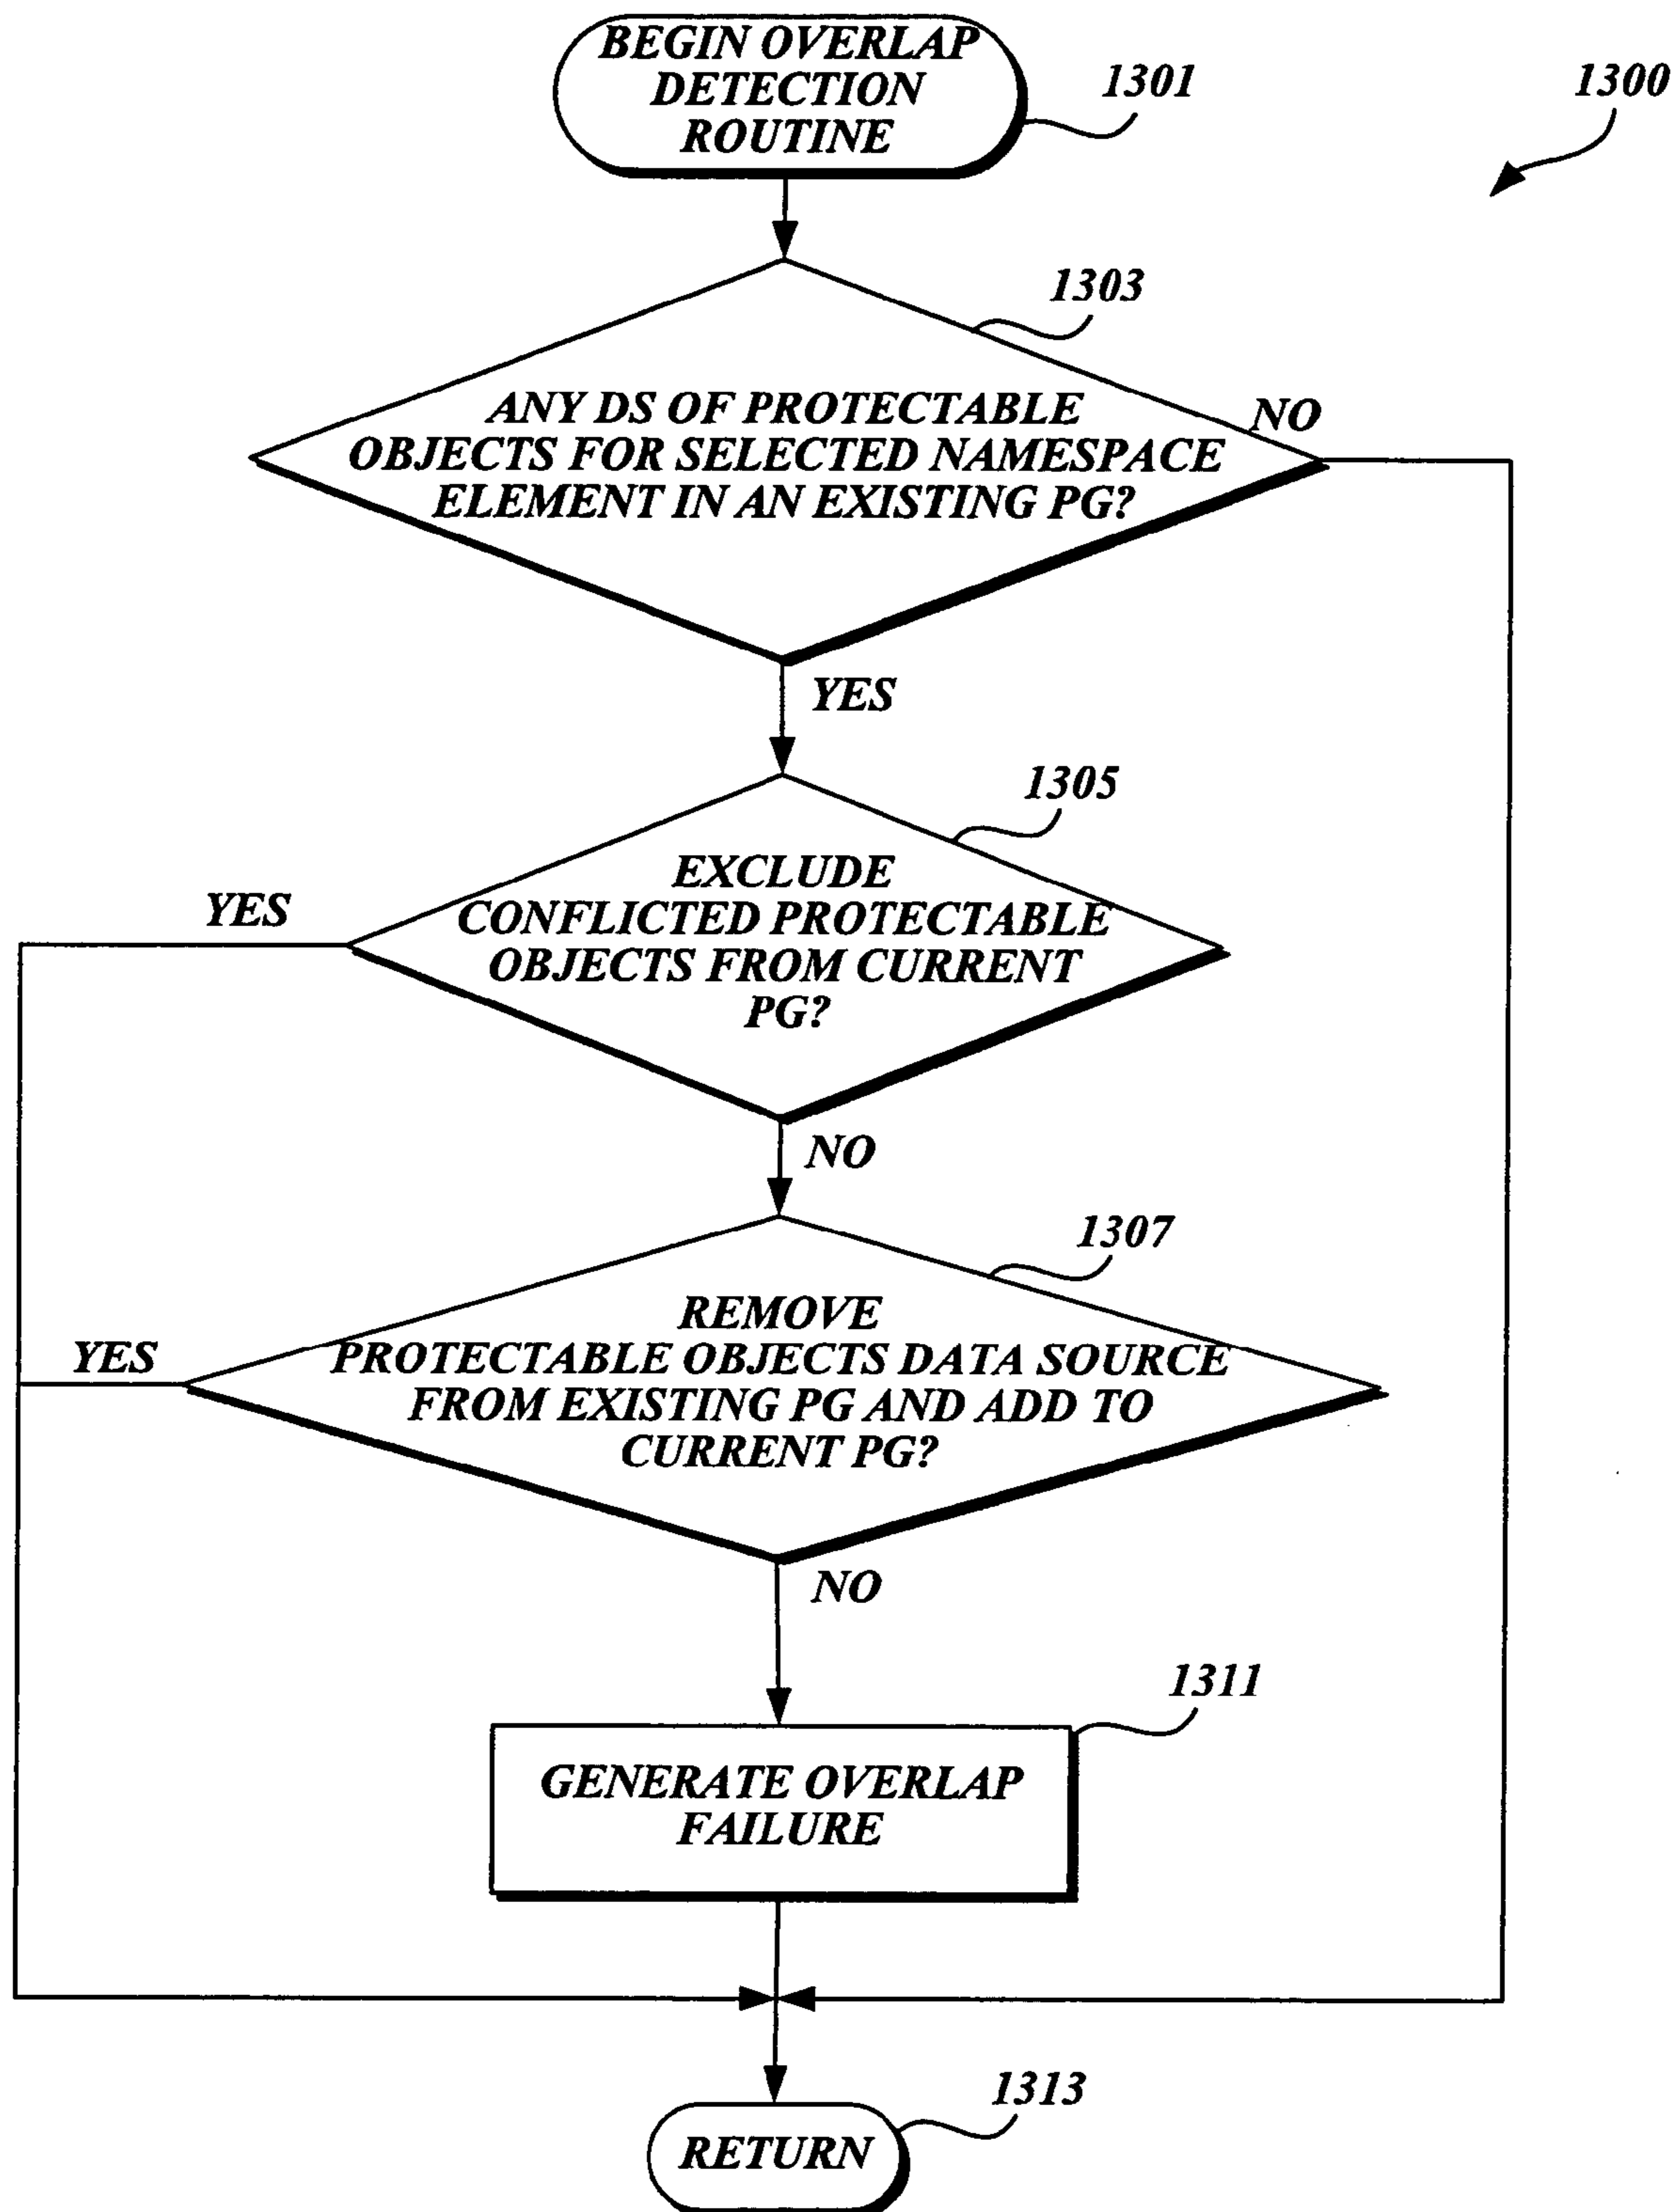 BEGIN OVERLAP
DETECTION
ROUTINE
1301
1300
1303
ANY DS OF PROTECTABLE
OBJECTS FOR SELECTED NAMESPACE
ELEMENT IN AN EXISTING PG?
NO
YES
1305
EXCLUDE
CONFLICTED PROTECTABLE
OBJECTS FROM CURRENT
PG?
YES
NO
1307
REMOVE
PROTECTABLE OBJECTS DATA SOURCE
FROM EXISTING PG AND ADD TO
CURRENT PG?
YES
NO
1311
GENERATE OVERLAP
FAILURE
1313
RETURN